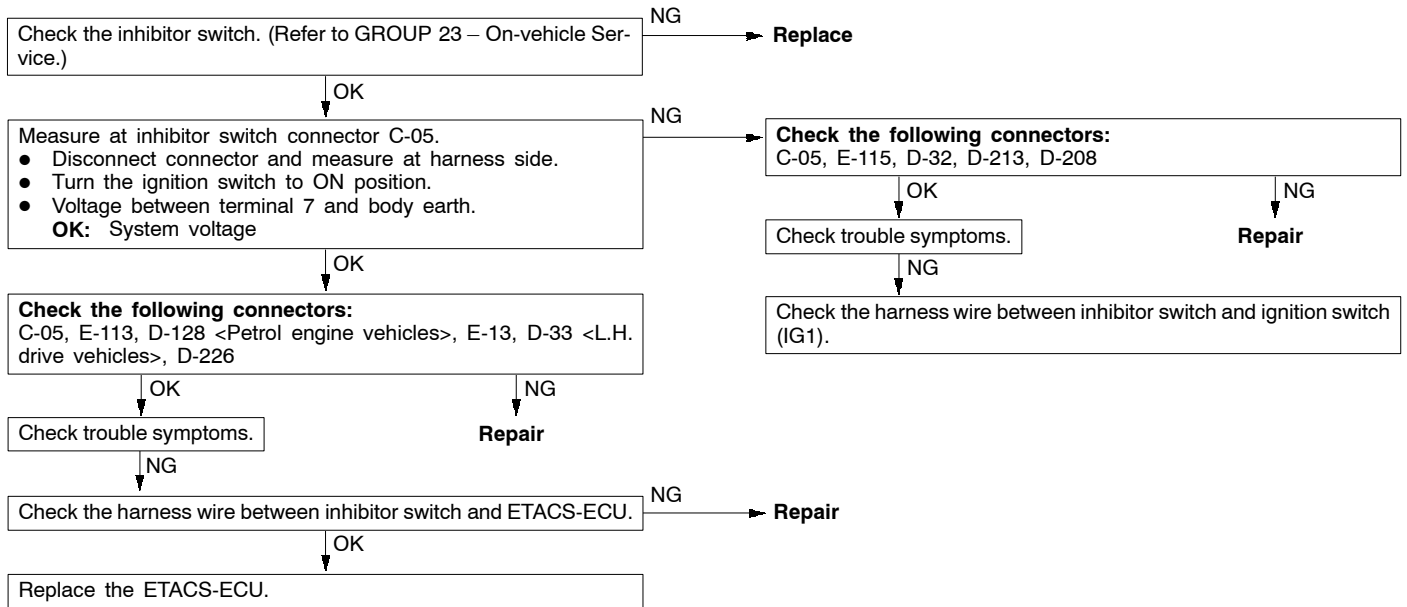 Check the inhibitor switch. (Refer to GROUP 23 – On-vehicle Ser-
vice.)
NG
Replace
OK
Measure at inhibitor switch connector C-05.
● Disconnect connector and measure at harness side.
● Turn the ignition switch to ON position.
● Voltage between terminal 7 and body earth.
OK: System voltage
NG
Check the following connectors:
C-05, E-115, D-32, D-213, D-208
OK
NG
Check trouble symptoms.
Repair
NG
Check the harness wire between inhibitor switch and ignition switch
(IG1).
OK
Check the following connectors:
C-05, E-113, D-128 <Petrol engine vehicles>, E-13, D-33 <L.H.
drive vehicles>, D-226
OK
NG
Check trouble symptoms.
Repair
NG
Check the harness wire between inhibitor switch and ETACS-ECU.
NG
Repair
OK
Replace the ETACS-ECU.